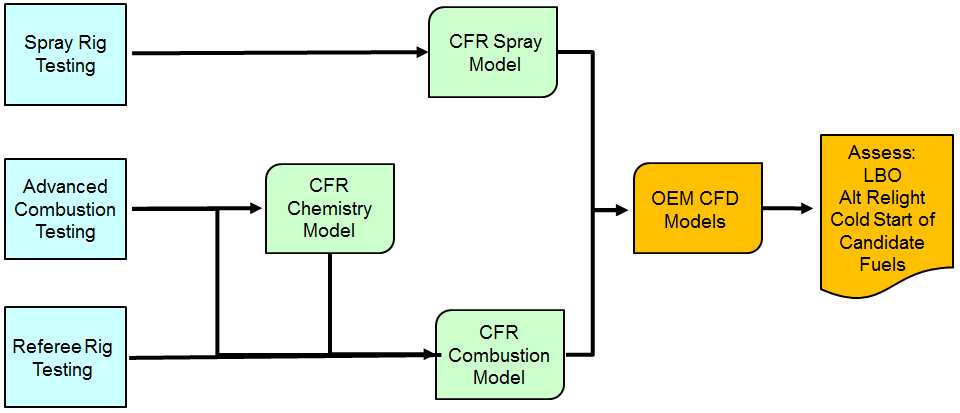 Spray Rig
Testing
CFR Spray
Model
Advanced
Combustion
Testing
CFR
Chemistry
Model
OEM CFD
Models
Assess:
LBO
Alt Relight
Cold Start of
Candidate
Fuels
Referee Rig
Testing
CFR
Combustion
Model